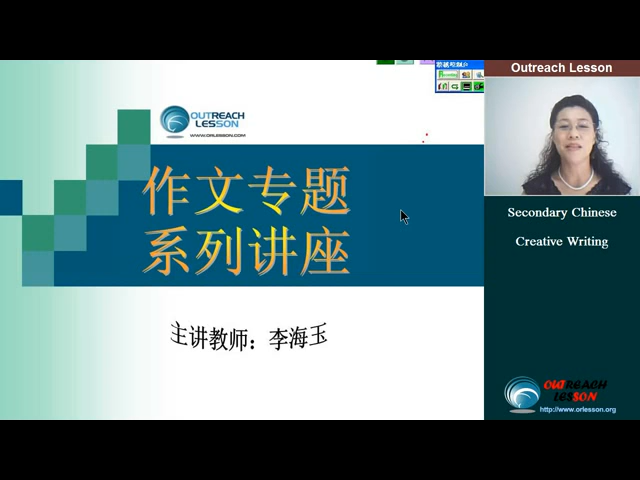 OUTREACH
LESSON
WWW.ORLESSON.COM
作文专题
系列讲座
主讲教师：李海玉
Outreach Lesson
Secondary Chinese
Creative Writing
OUTREACH
LESSON
http://www.orlesson.org